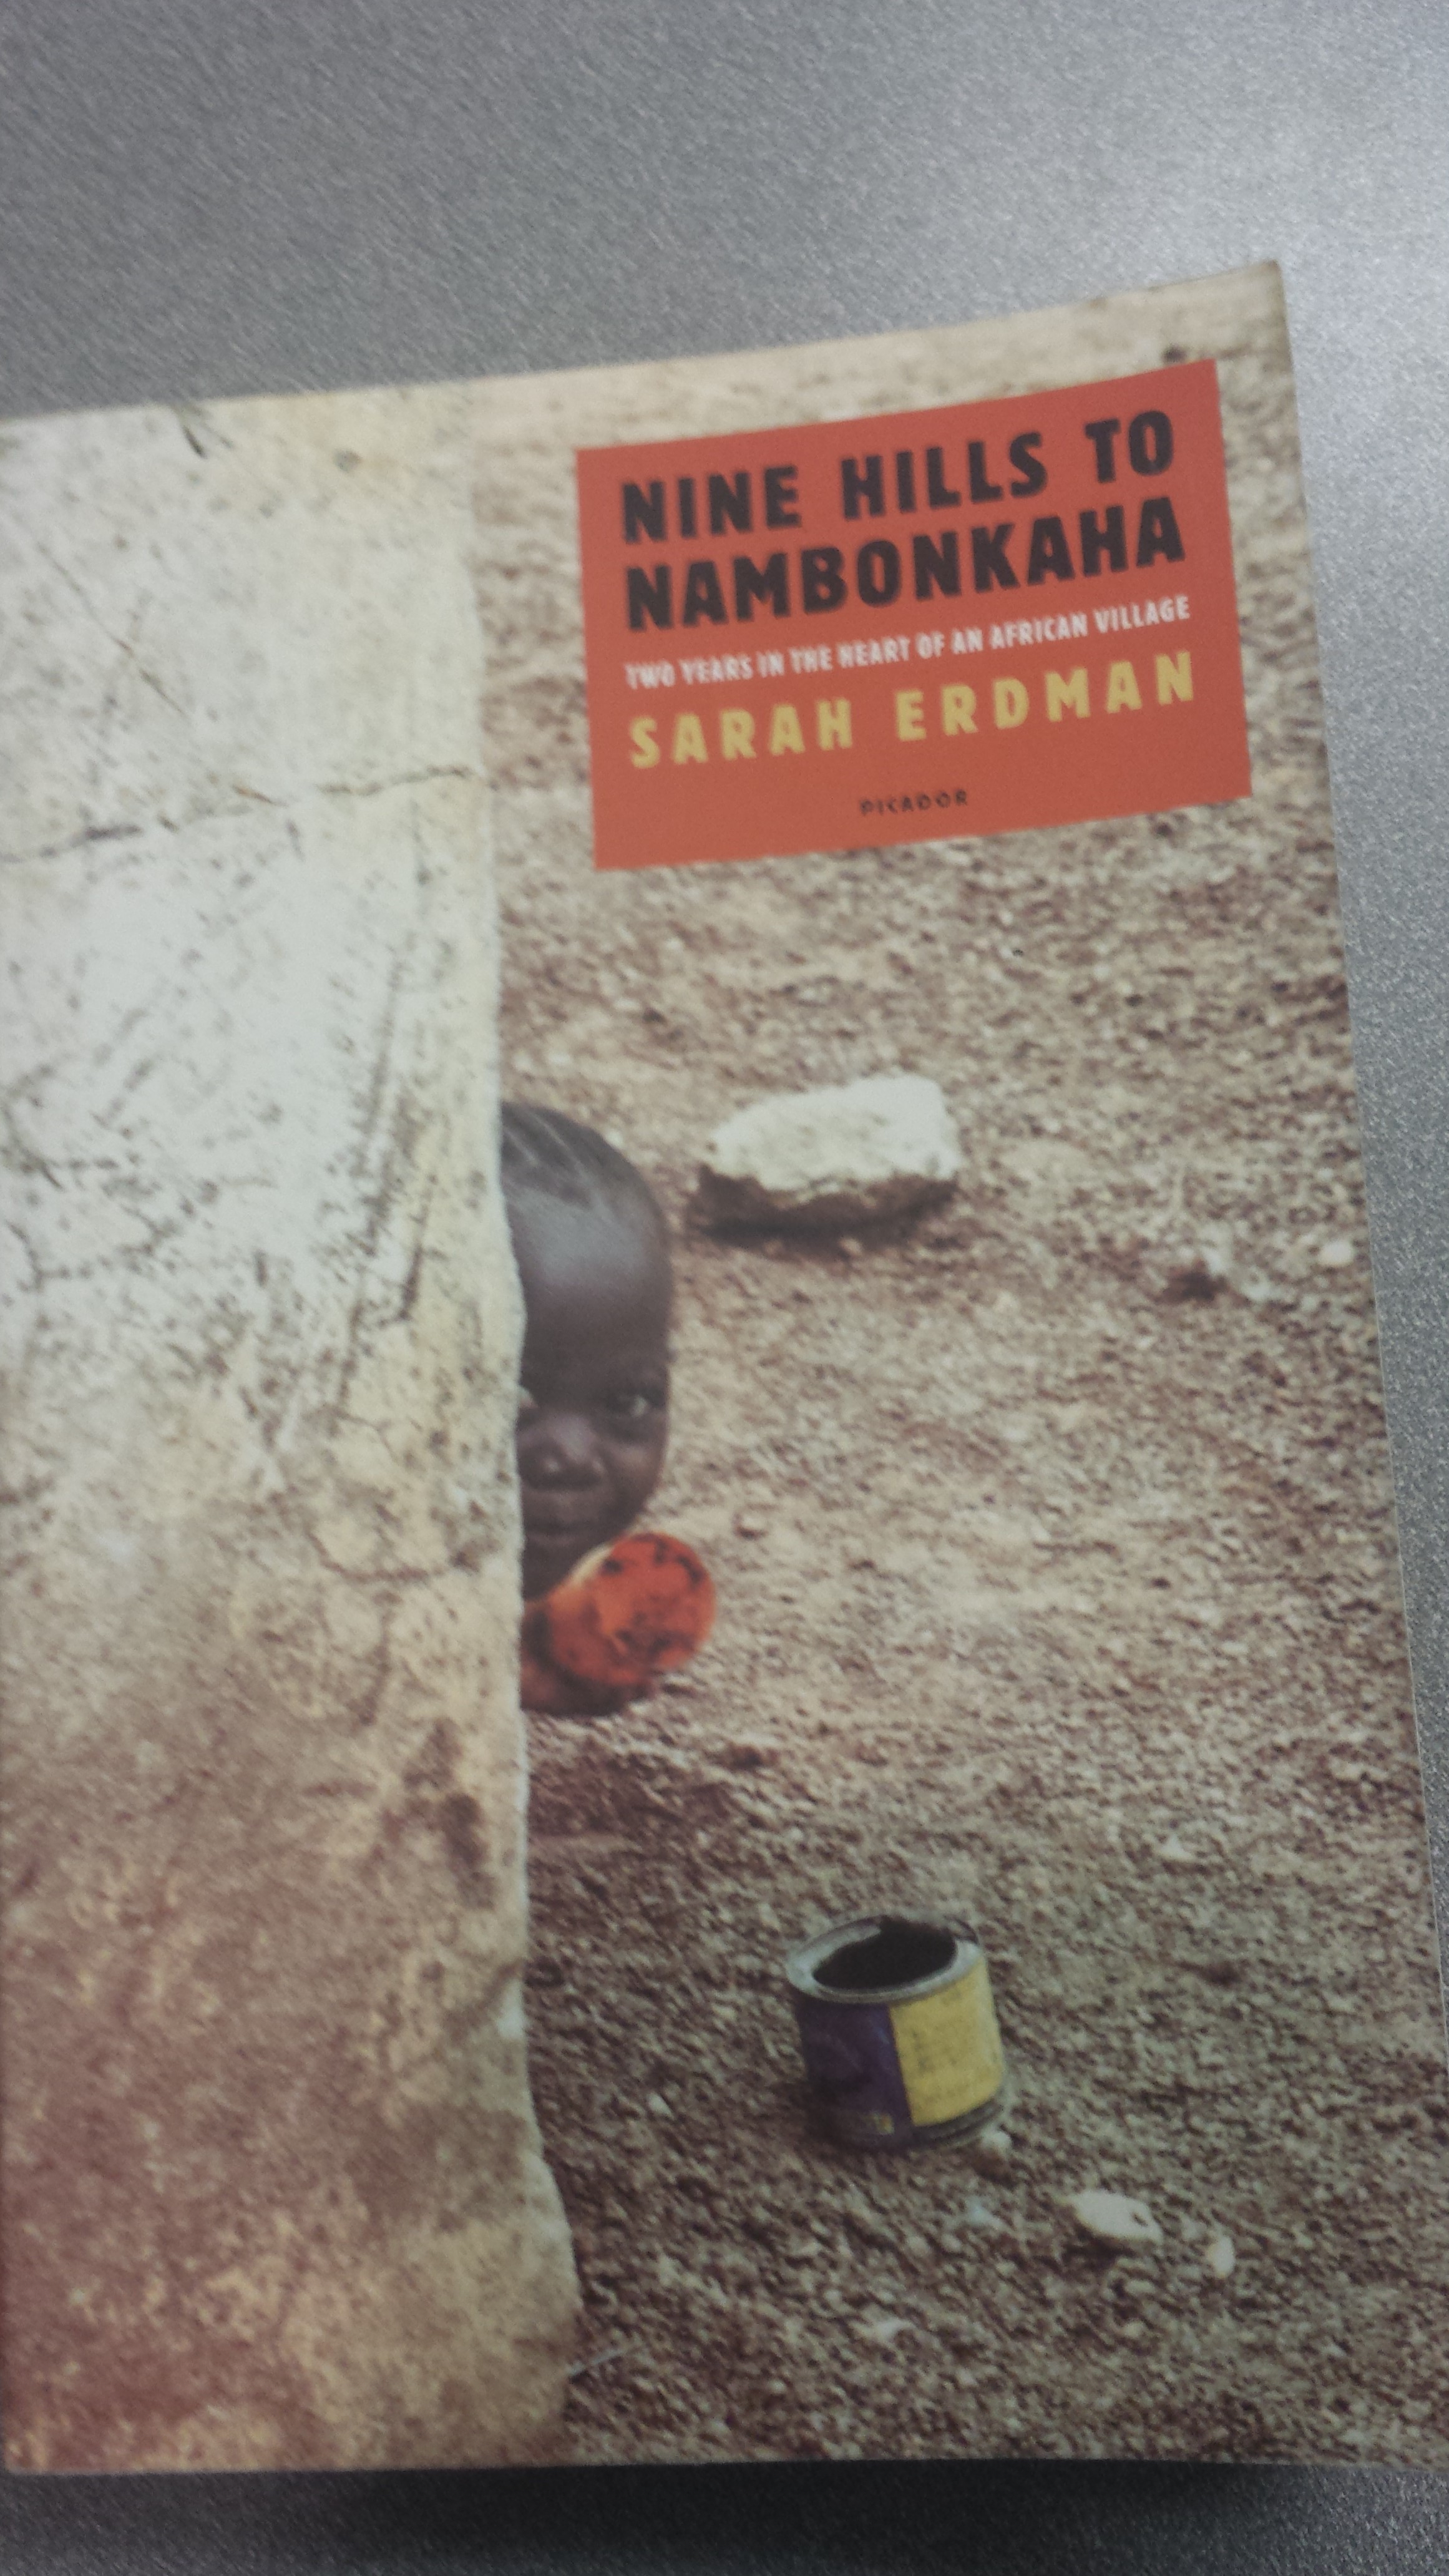 NINE HILLS TO
NAMBONKAHA
TWO YEARS IN THE HEART OF AN AFRICAN VILLAGE
SARAH ERDMAN
PICADOR